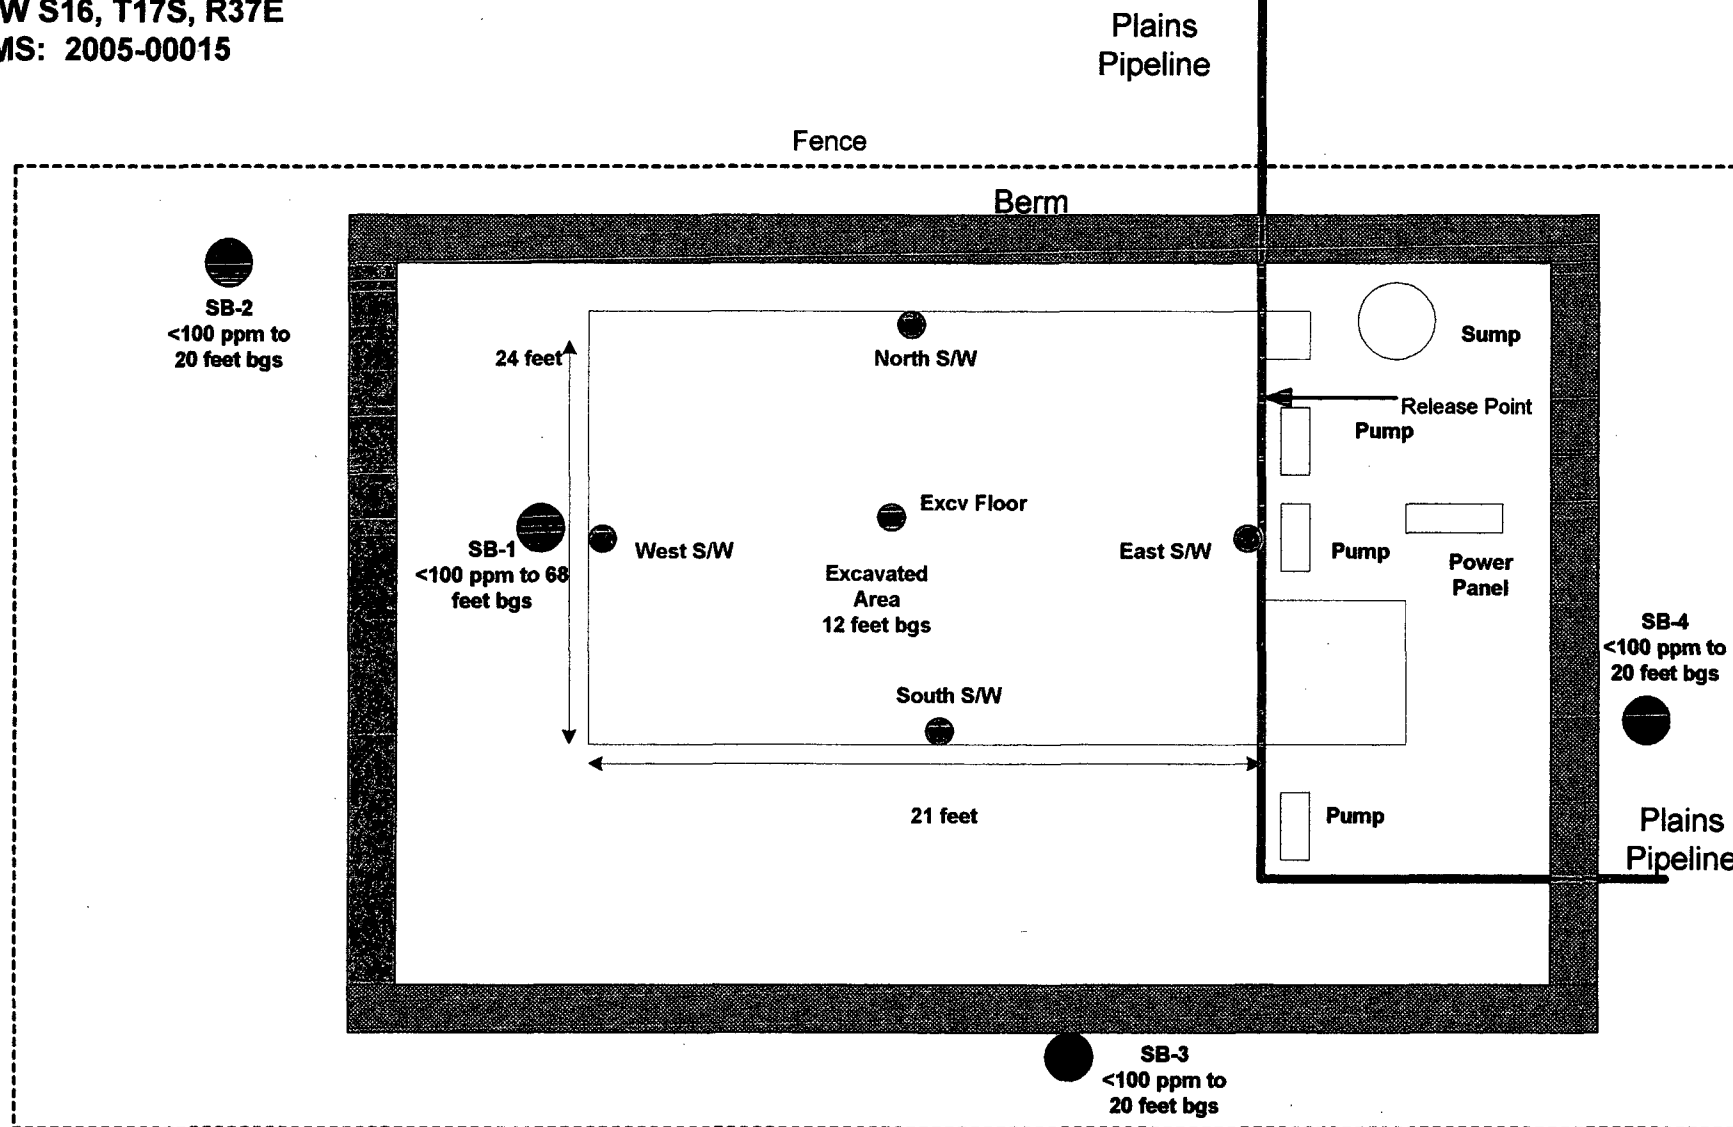 W S16, T17S, R37E
MS: 2005-00015
Plains
Pipeline
Fence
Berm
SB-2
<100 ppm to
20 feet bgs
24 feet
North S/W
Sump
Release Point
Pump
Excv Floor
SB-1
<100 ppm to 68
feet bgs
West S/W
East S/W
Pump
Power
Panel
Excavated
Area
12 feet bgs
SB-4
<100 ppm to
20 feet bgs
South S/W
21 feet
Pump
Plains
Pipeline
SB-3
<100 ppm to
20 feet bgs